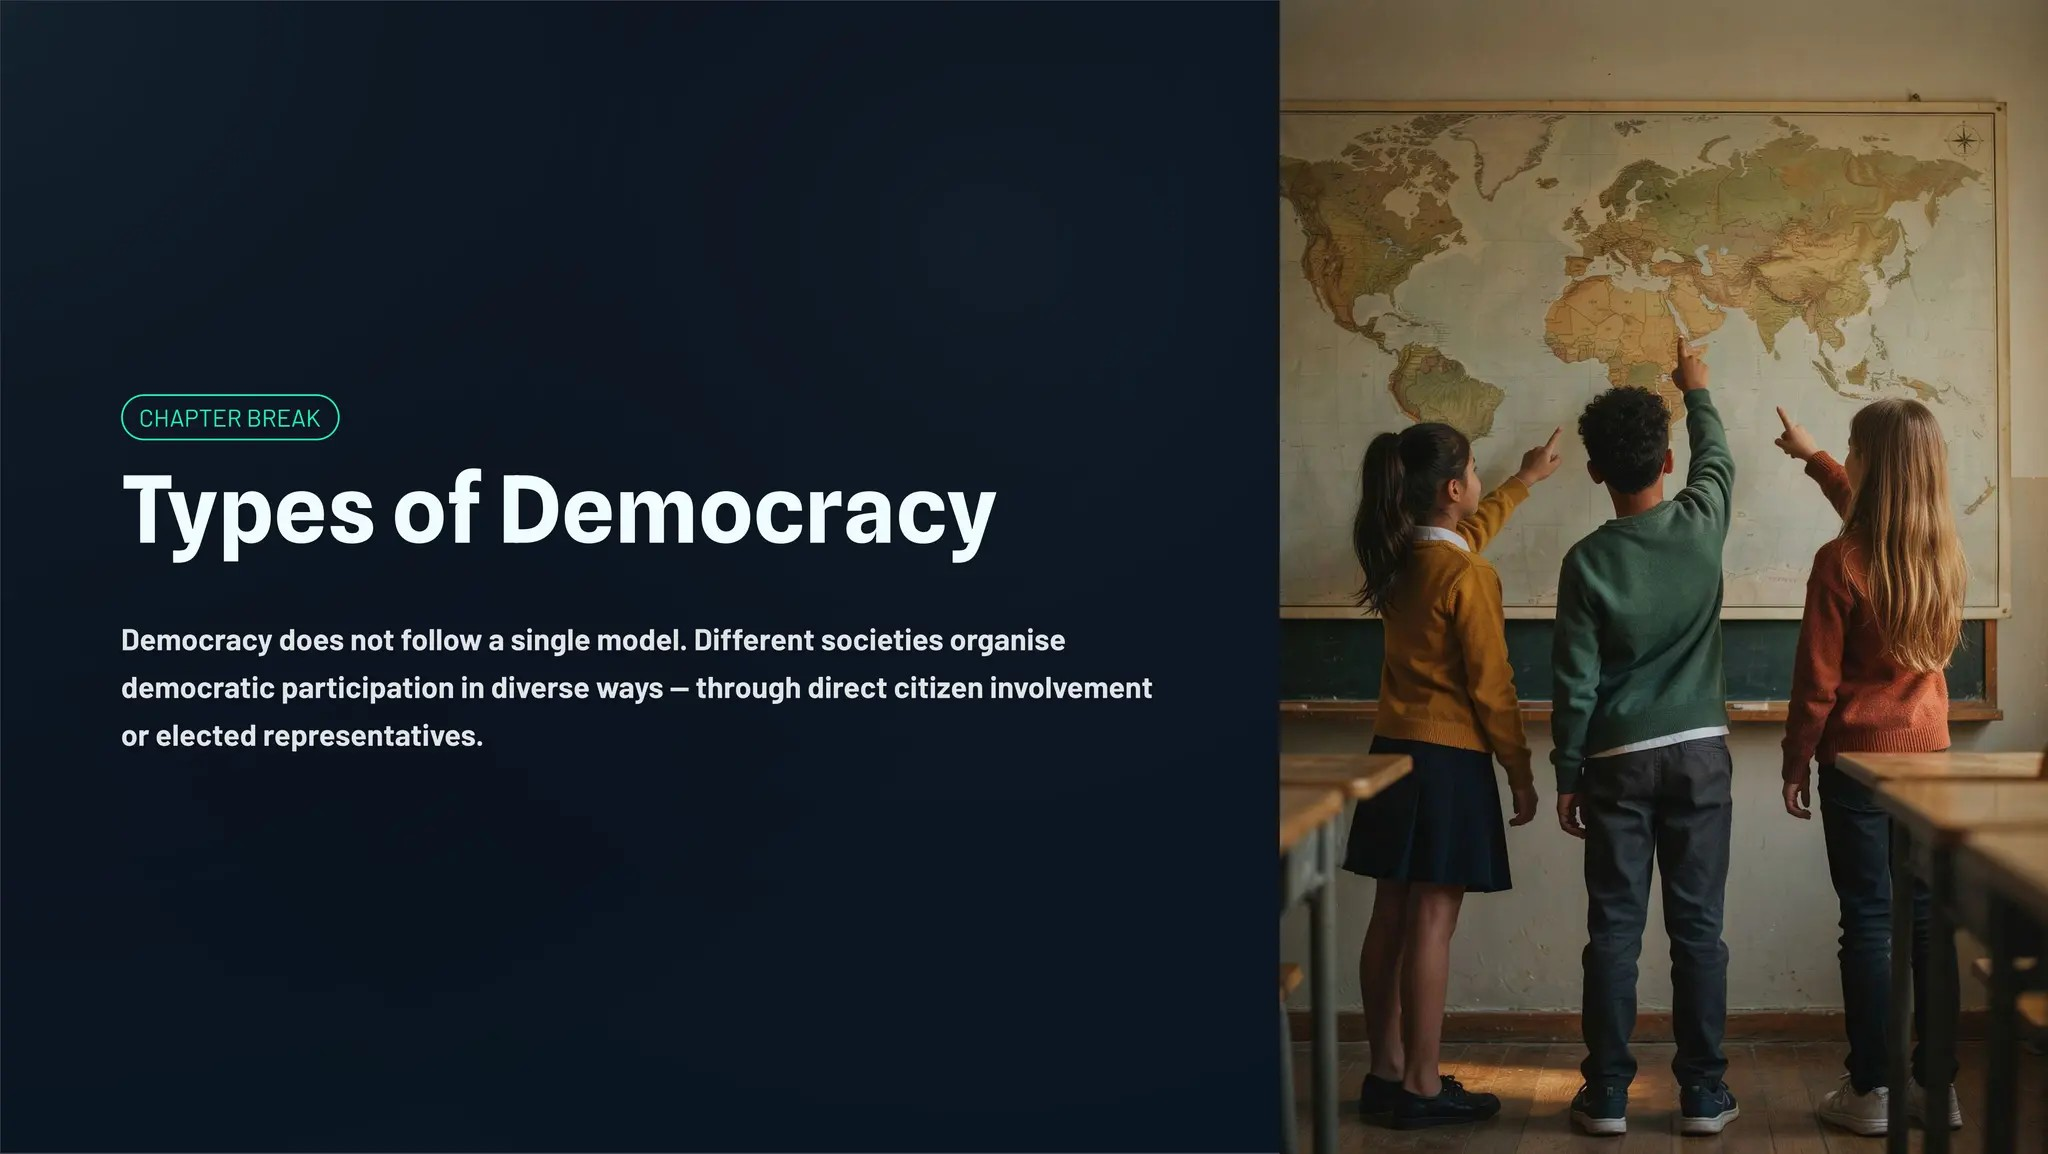 CHAPTER BREAK
Types of Democracy
Democracy does not follow a single model. Different societies organise
democratic participation in diverse ways – through direct citizen involvement
or elected representatives.